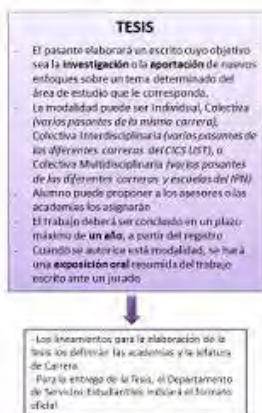 TESIS
- El pasante elaborará un escrito cuyo objetivo
sea la investigación o la aportación de nuevos
enfoques sobre un tema determinado del
área de estudio que le corresponda.
- La modalidad puede ser Individual, Colectiva
(varios pasantes de la misma carrera),
Colectiva Interdisciplinaria (varios pasantes de
las diferentes carreras del CICS UST), o
Colectiva Multidisciplinaria (varios pasantes
de las diferentes carreras y escuelas del IPN)
- Alumno puede proponer a los asesores o las
academias los asignarán
- El trabajo deberá ser concluido en un plazo
máximo de un año, a partir del registro
- Cuando se autorice está modalidad, se hará
una exposición oral resumida del trabajo
escrito ante un jurado
- Los lineamientos para la elaboración de la
tesis los definirán las academias y la Jefatura
de Carrera
- Para la entrega de la Tesis, el Departamento
de Servicios Estudiantiles indicará el formato
oficial